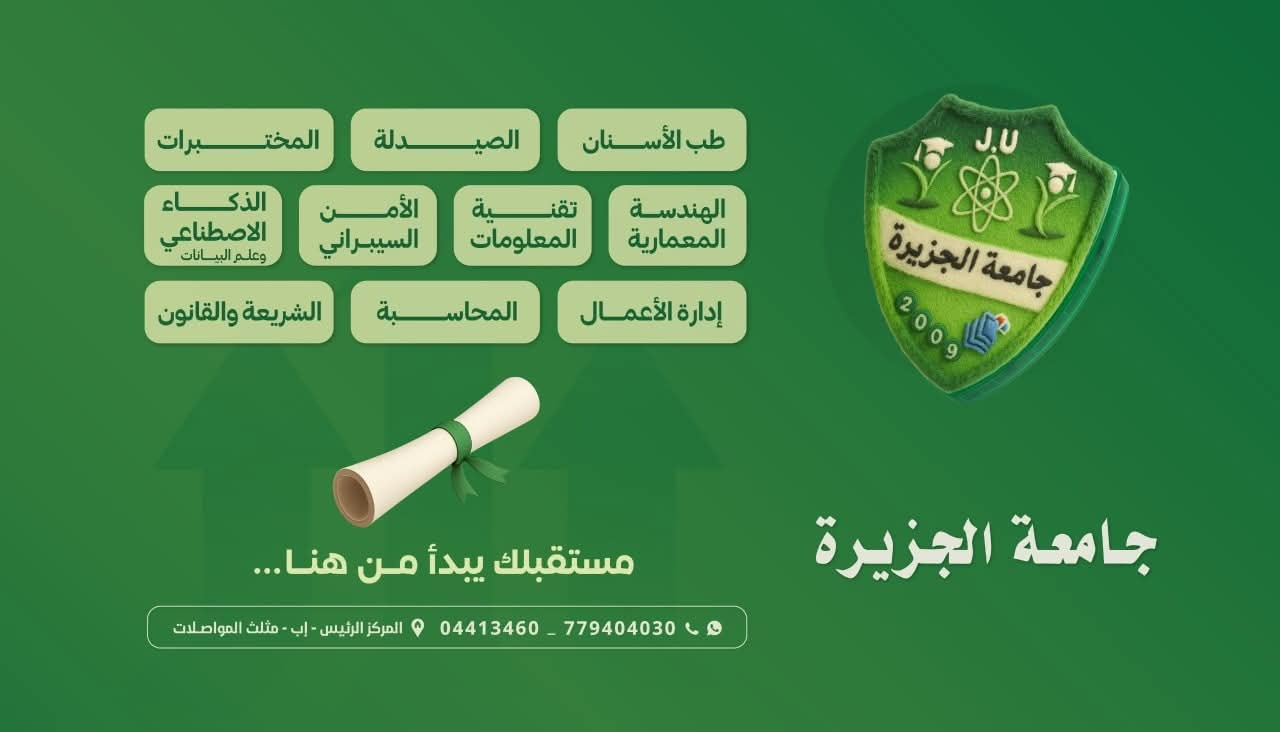 J.U
جامعة الجزيرة
2009
جامعة الجزيرة
طب الأسنان
الصيدلة
المختبرات
الهندسة
المعمارية
تقنية
المعلومات
الأمن
السيبراني
الذكاء
الاصطناعي
وعلم البيانات
إدارة الأعمال
المحاسبة
الشريعة والقانون
مستقبلك يبدأ من هنا...
779404030 _ 04413460
المركز الرئيس - إب - مثلث المواصلات